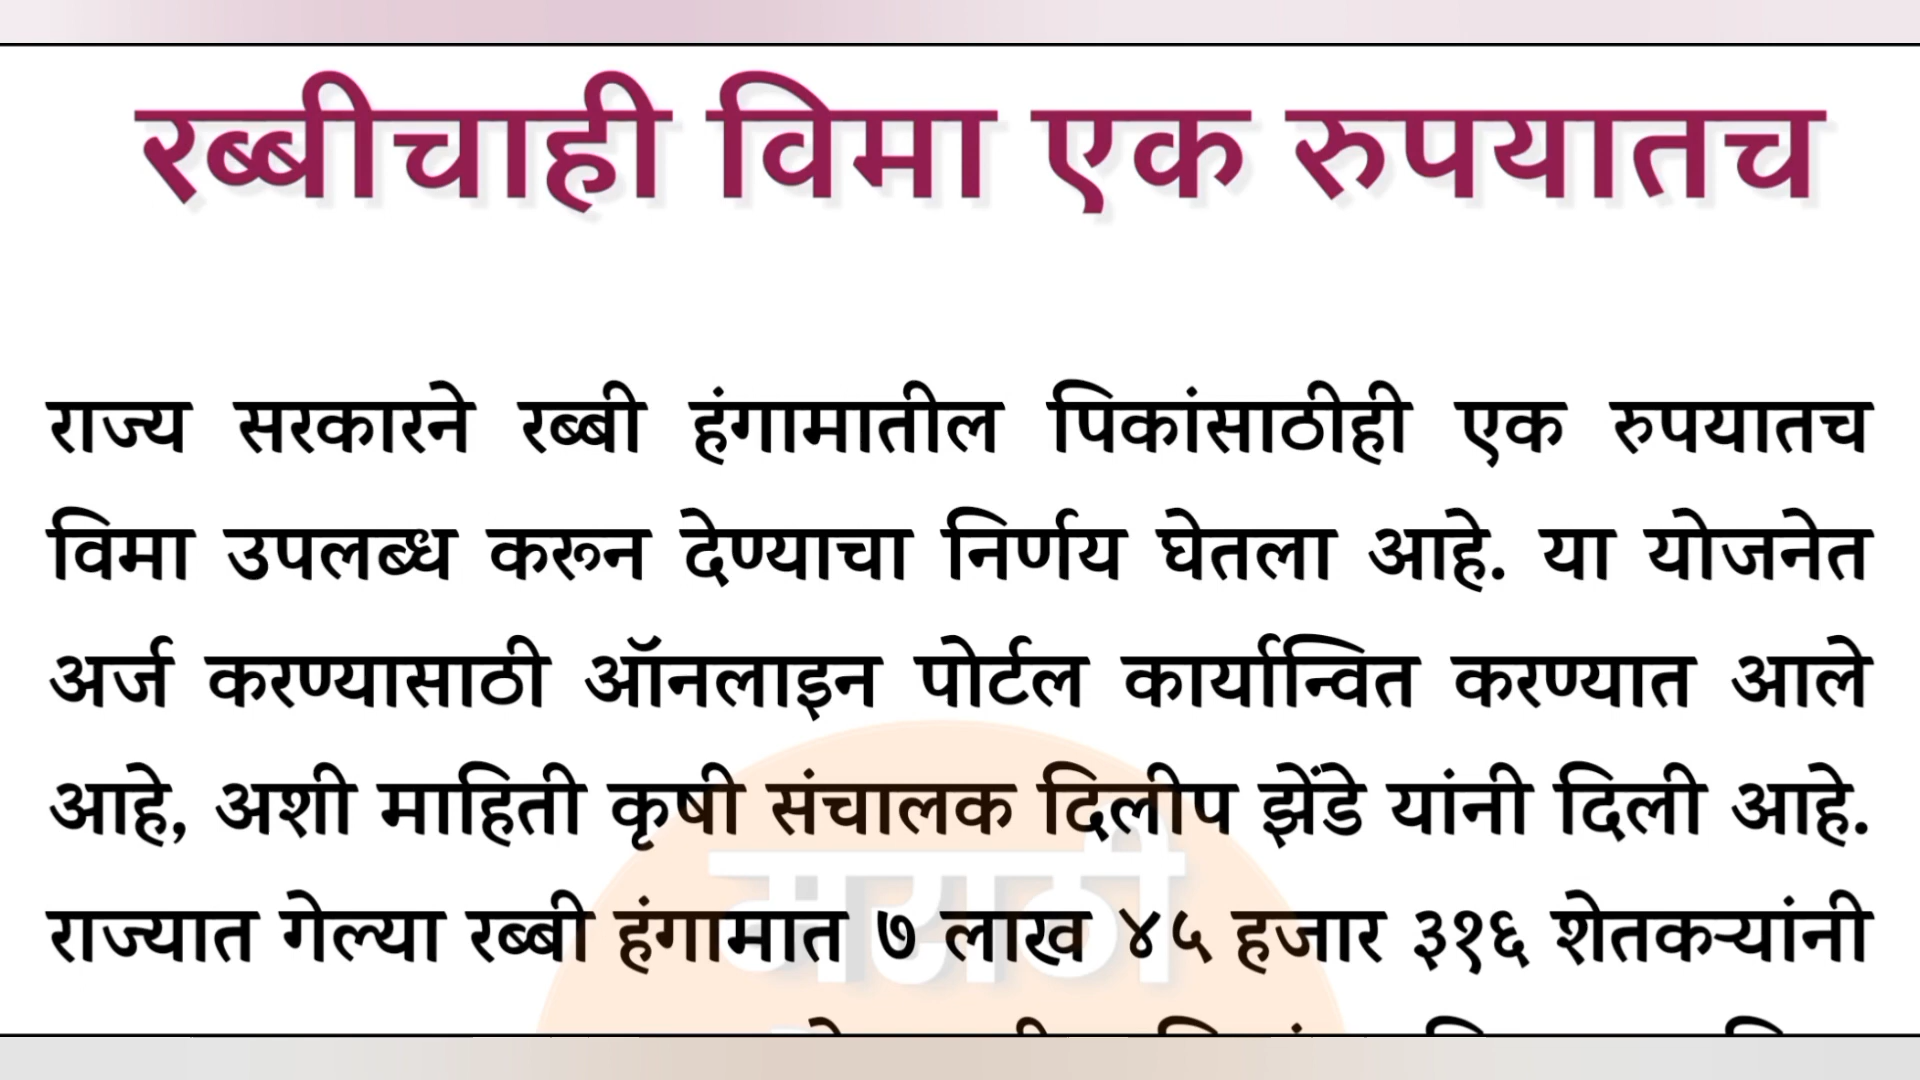 रब्बीचाही विमा एक रुपयातच
राज्य सरकारने रब्बी हंगामातील पिकांसाठीही एक रुपयातच
विमा उपलब्ध करून देण्याचा निर्णय घेतला आहे. या योजनेत
अर्ज करण्यासाठी ऑनलाइन पोर्टल कार्यान्वित करण्यात आले
आहे, अशी माहिती कृषी संचालक दिलीप झेंडे यांनी दिली आहे.
राज्यात गेल्या रब्बी हंगामात ७ लाख ४५ हजार ३१६ शेतकऱ्यांनी
मराठी